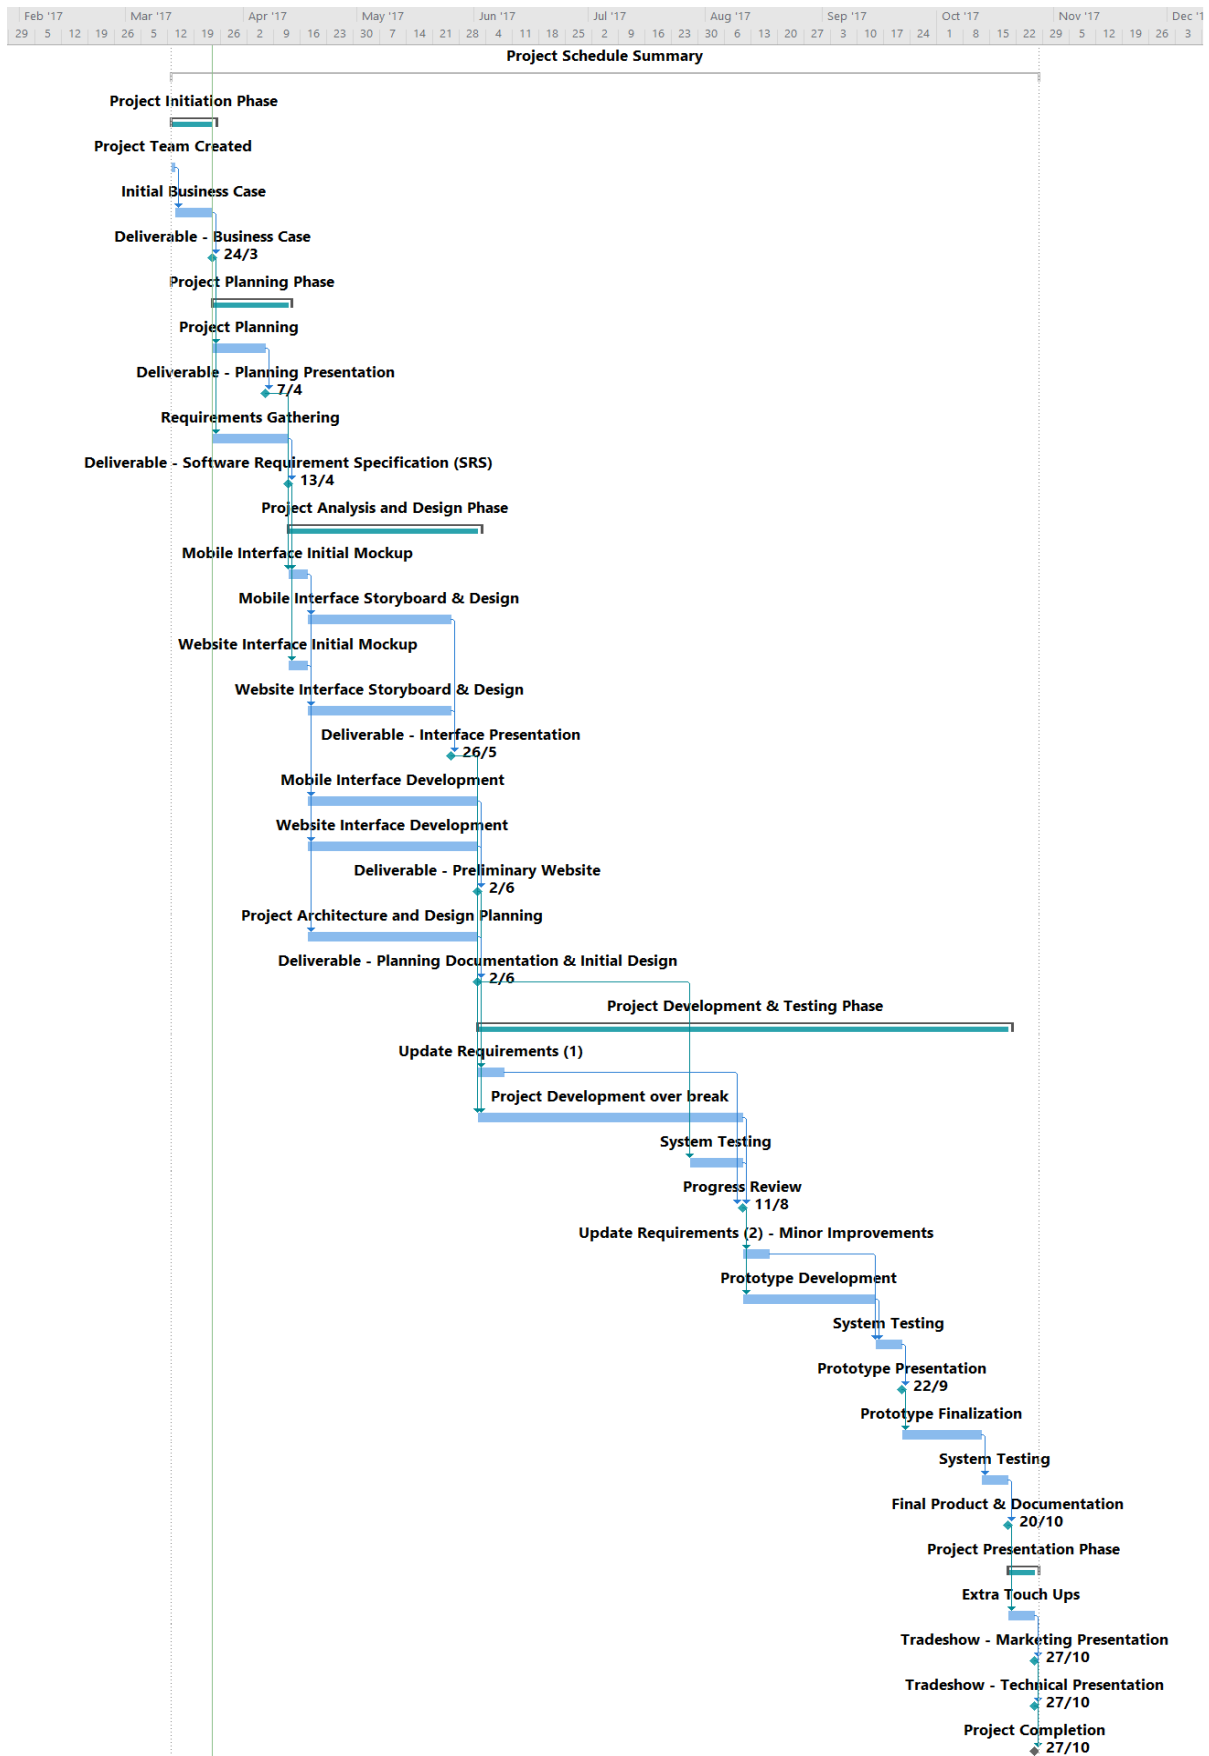 Feb '17 Mar '17 Apr '17 May '17 Jun '17 Jul '17 Aug '17 Sep '17 Oct '17 Nov '17 Dec '1
29 5 12 19 26 5 12 19 26 2 9 16 23 30 7 14 21 28 4 11 18 25 2 9 16 23 30 6 13 20 27 3 10 17 24 1 8 15 22 29 5 12 19 26 3
Project Schedule Summary
Project Initiation Phase
Project Team Created
Initial Business Case
Deliverable - Business Case
24/3
Project Planning Phase
Project Planning
Deliverable - Planning Presentation
7/4
Requirements Gathering
Deliverable - Software Requirement Specification (SRS)
13/4
Project Analysis and Design Phase
Mobile Interface Initial Mockup
Mobile Interface Storyboard & Design
Website Interface Initial Mockup
Website Interface Storyboard & Design
Deliverable - Interface Presentation
26/5
Mobile Interface Development
Website Interface Development
Deliverable - Preliminary Website
2/6
Project Architecture and Design Planning
Deliverable - Planning Documentation & Initial Design
2/6
Project Development & Testing Phase
Update Requirements (1)
Project Development over break
System Testing
Progress Review
11/8
Update Requirements (2) - Minor Improvements
Prototype Development
System Testing
Prototype Presentation
22/9
Prototype Finalization
System Testing
Final Product & Documentation
20/10
Project Presentation Phase
Extra Touch Ups
Tradeshow - Marketing Presentation
27/10
Tradeshow - Technical Presentation
27/10
Project Completion
27/10